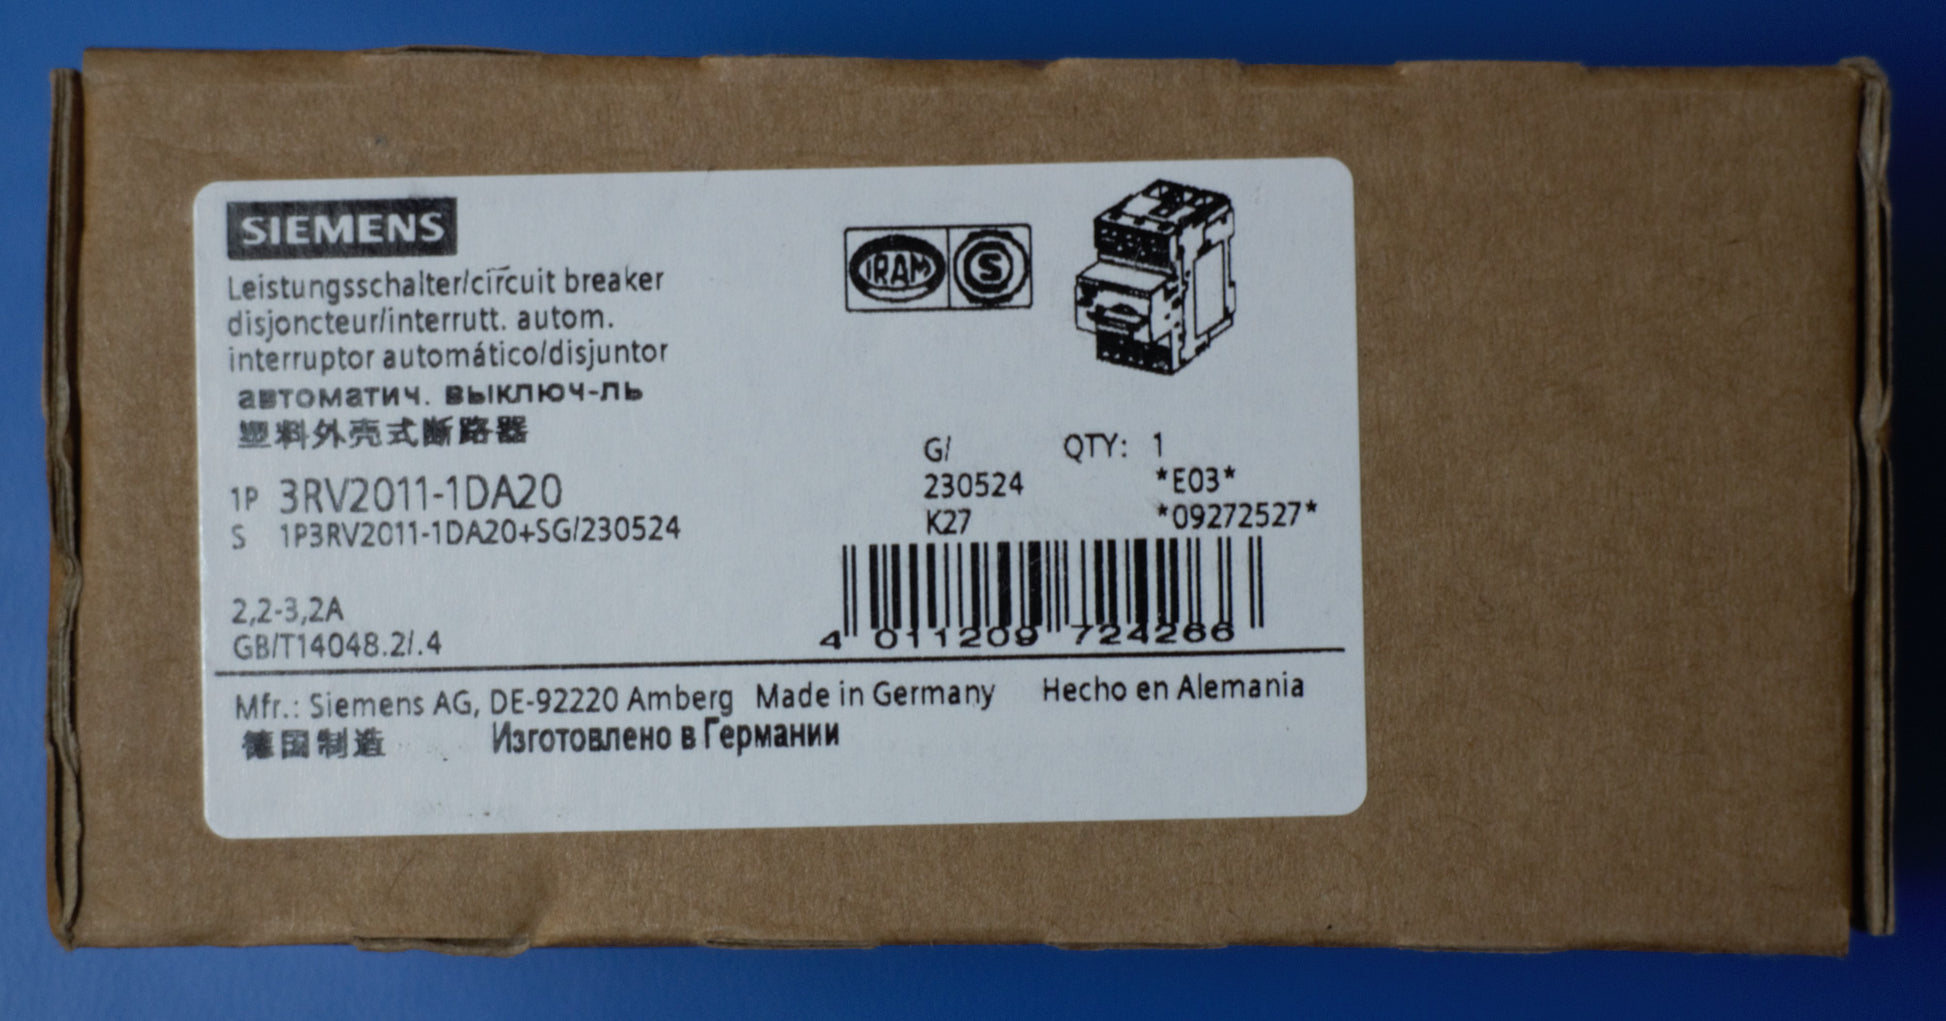 SIEMENS
Leistungsschalter/circuit breaker
disjoncteur/interrutt. autom.
interruptor automático/disjuntor
автоматич. выключ-ль
塑料外壳式断路器
IRAM S
G/ QTY: 1
230524 *E03*
K27 *09272527*
1P 3RV2011-1DA20
S 1P3RV2011-1DA20+SG/230524
4 011209 724266
2,2-3,2A
GB/T14048.2/.4
Mfr.: Siemens AG, DE-92220 Amberg Made in Germany Hecho en Alemania
德国制造 Изготовлено в Германии